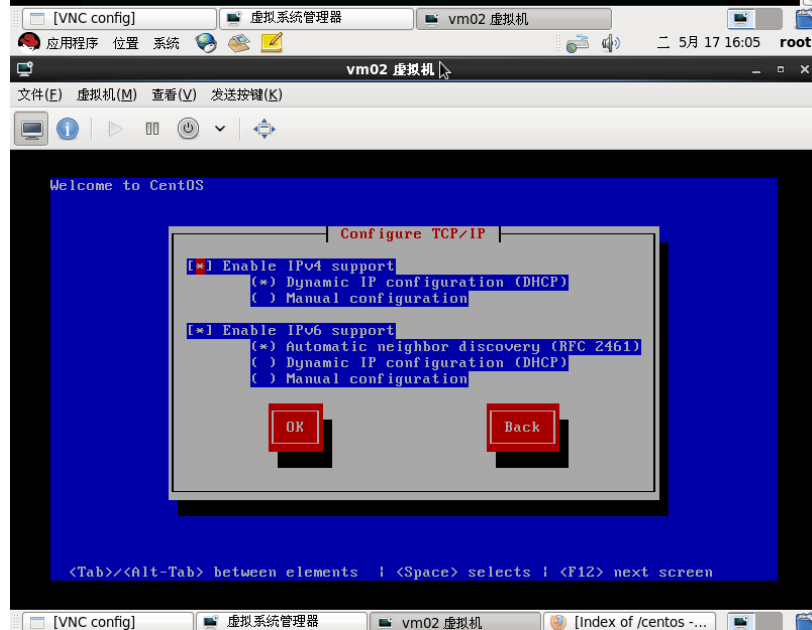 [VNC config] 虚拟系统管理器 vm02 虚拟机
应用程序 位置 系统 二 5月 17 16:05 root
vm02 虚拟机
文件(F) 虚拟机(M) 查看(V) 发送按键(K)
Welcome to CentOS
Configure TCP/IP
[*] Enable IPv4 support
(*) Dynamic IP configuration (DHCP)
( ) Manual configuration
[*] Enable IPv6 support
(*) Automatic neighbor discovery (RFC 2461)
( ) Dynamic IP configuration (DHCP)
( ) Manual configuration
OK Back
<Tab>/<Alt-Tab> between elements | <Space> selects | <F12> next screen
[VNC config] 虚拟系统管理器 vm02 虚拟机 [Index of /centos -...